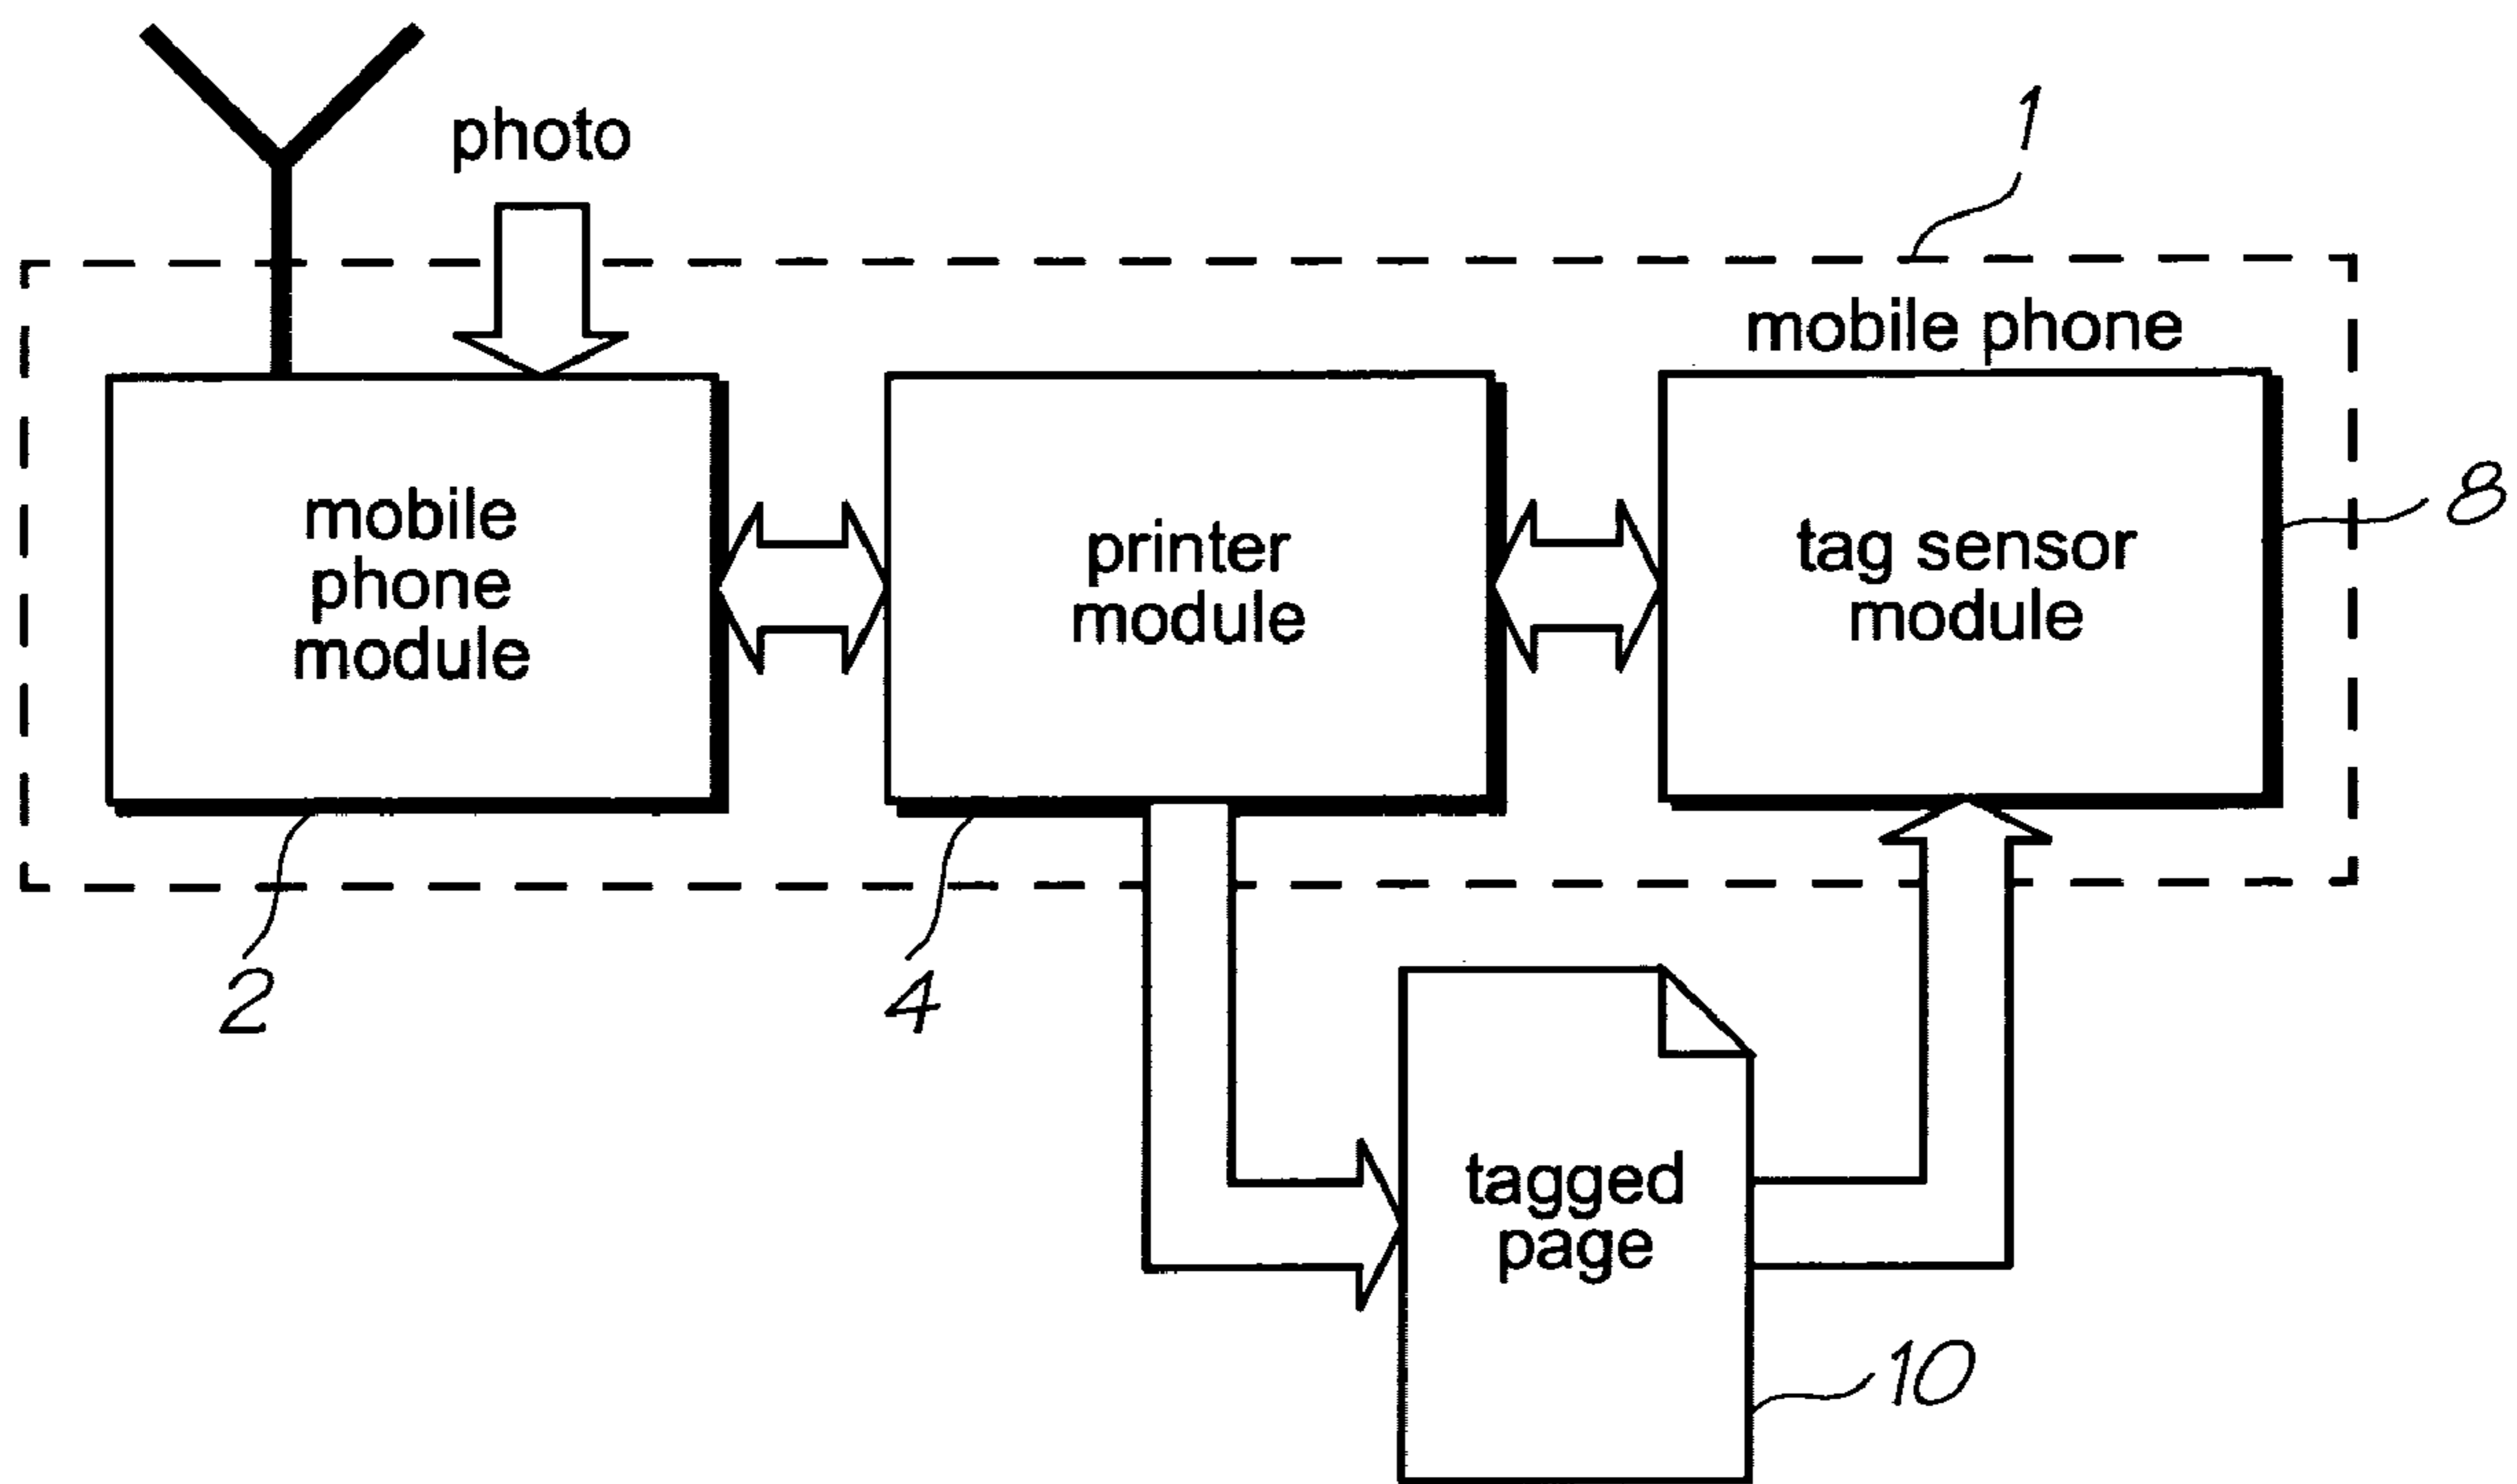 photo
1
mobile phone
mobile
phone
module
printer
module
tag sensor
module
8
2
4
tagged
page
10